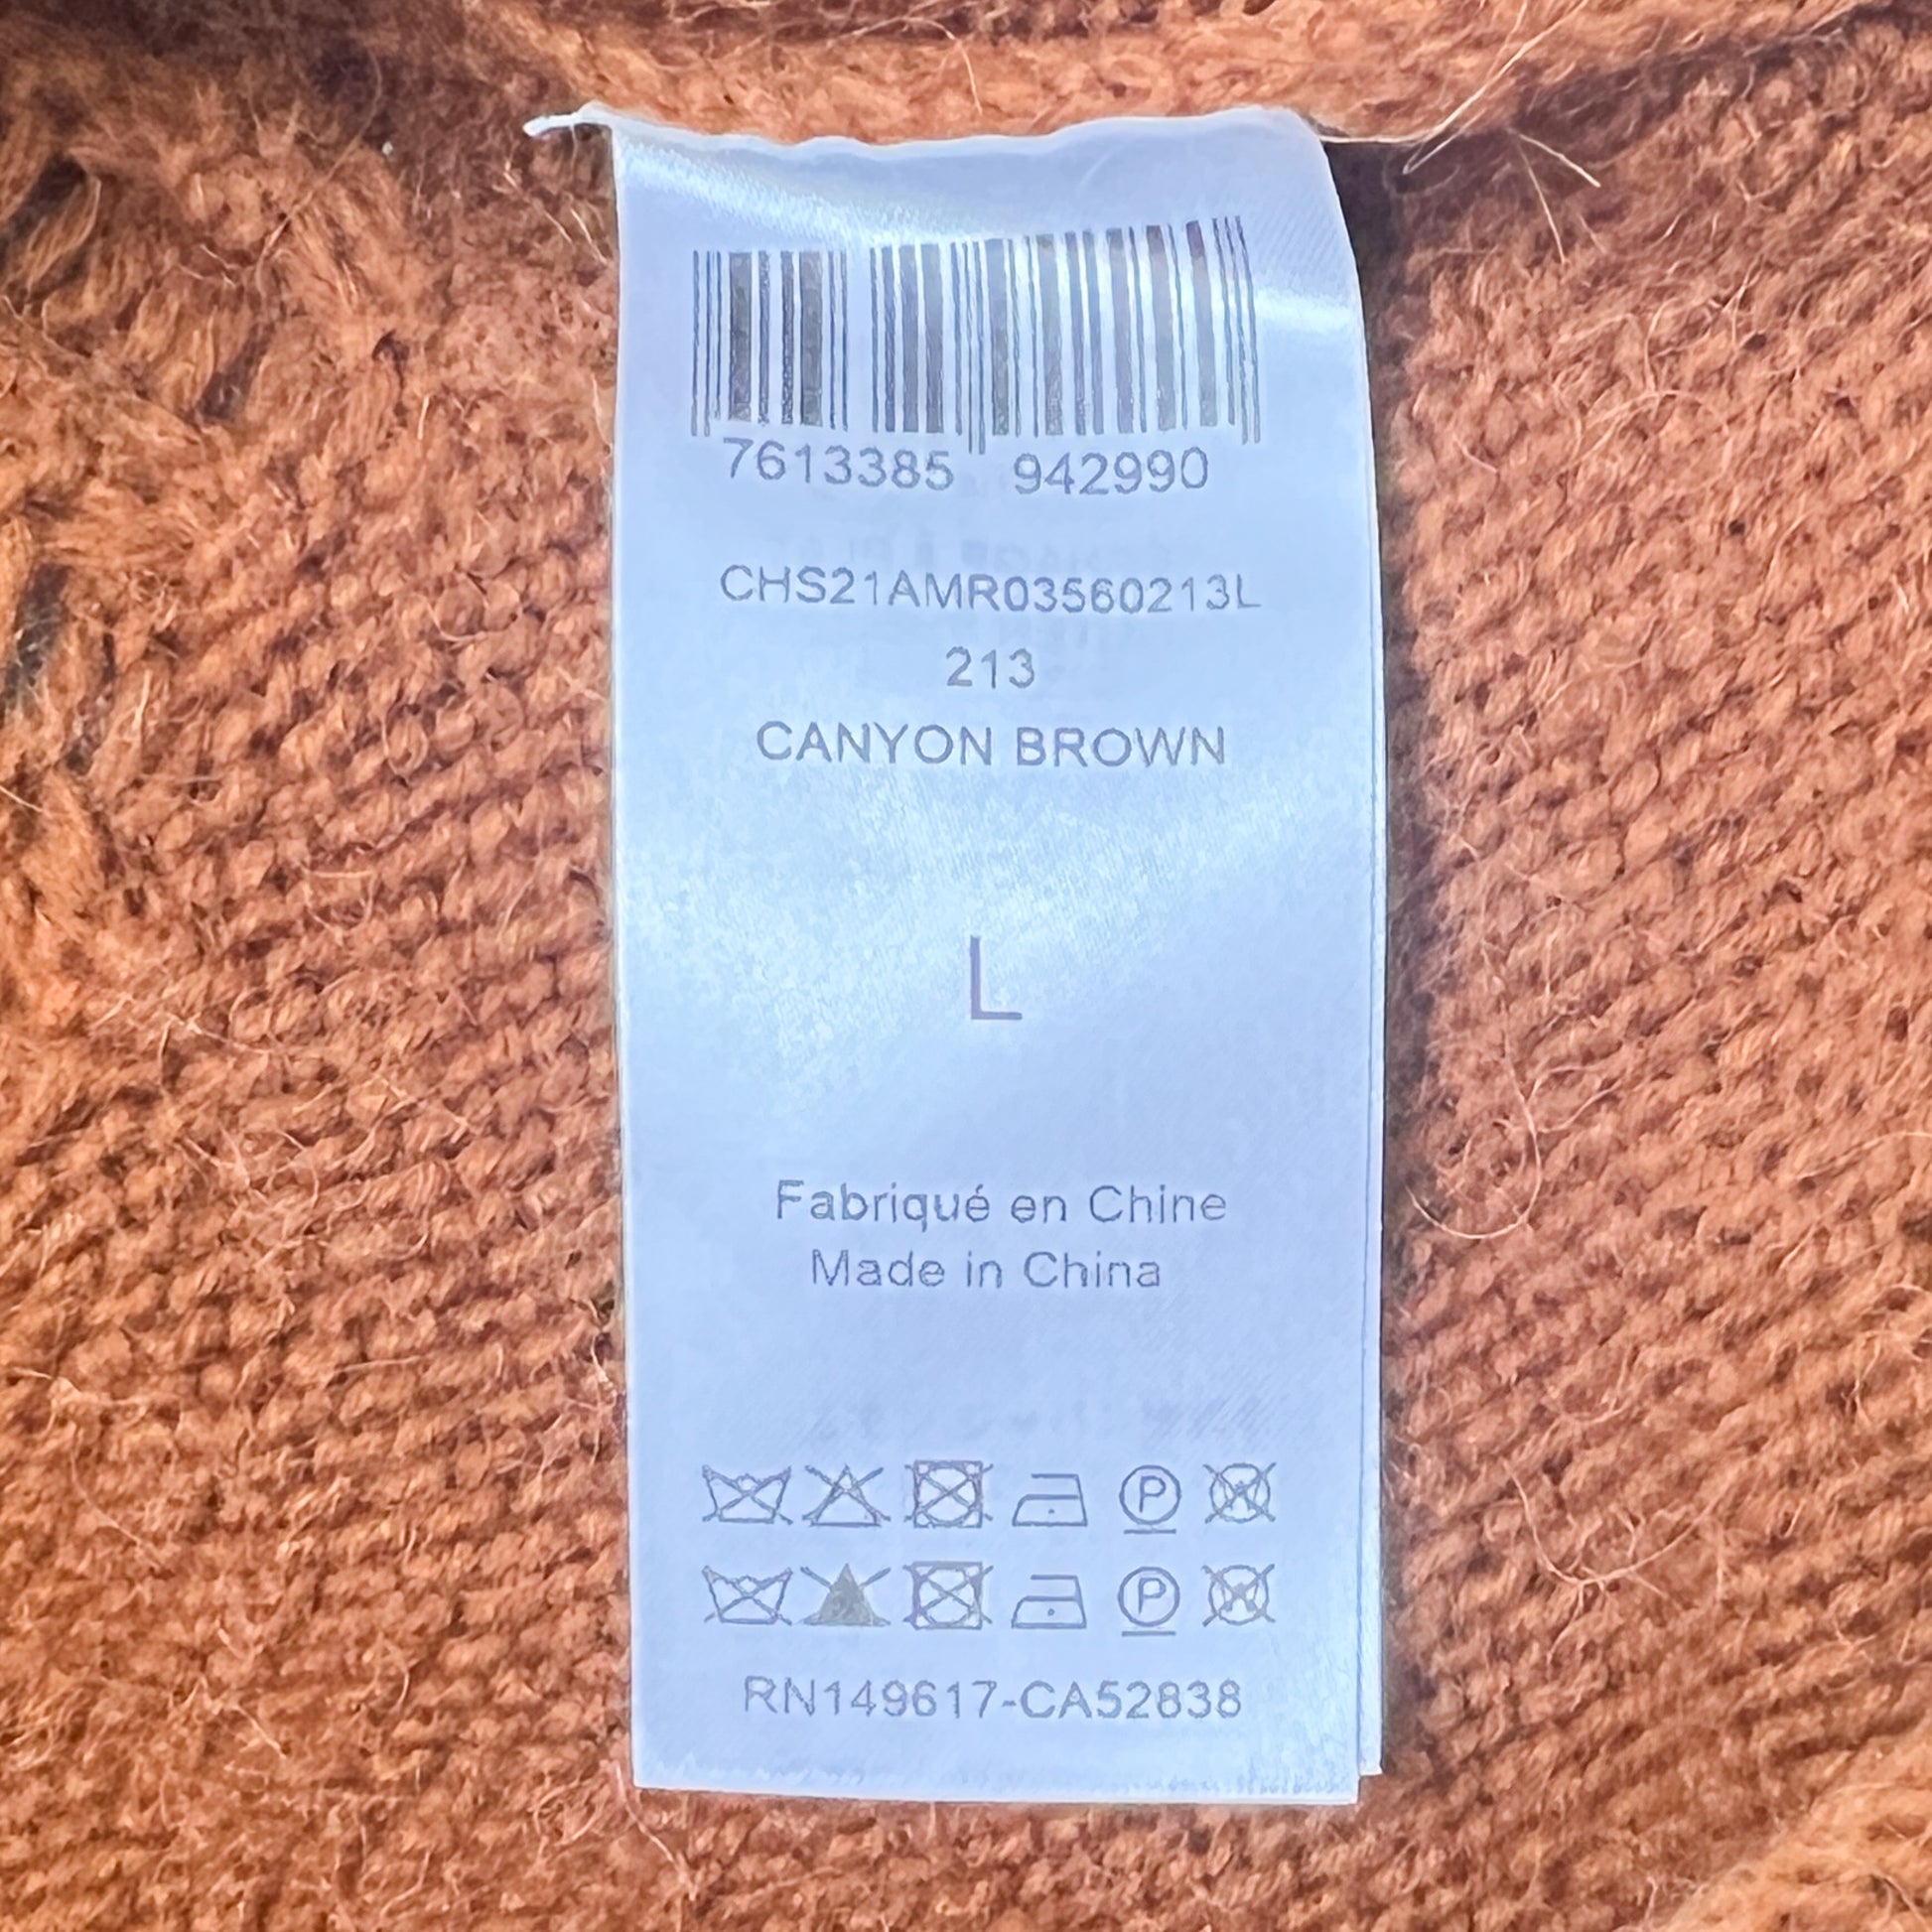 7613385 942990
CHS21AMR03560213L
213
CANYON BROWN
L
Fabriqué en Chine
Made in China
P
P
RN149617-CA52838